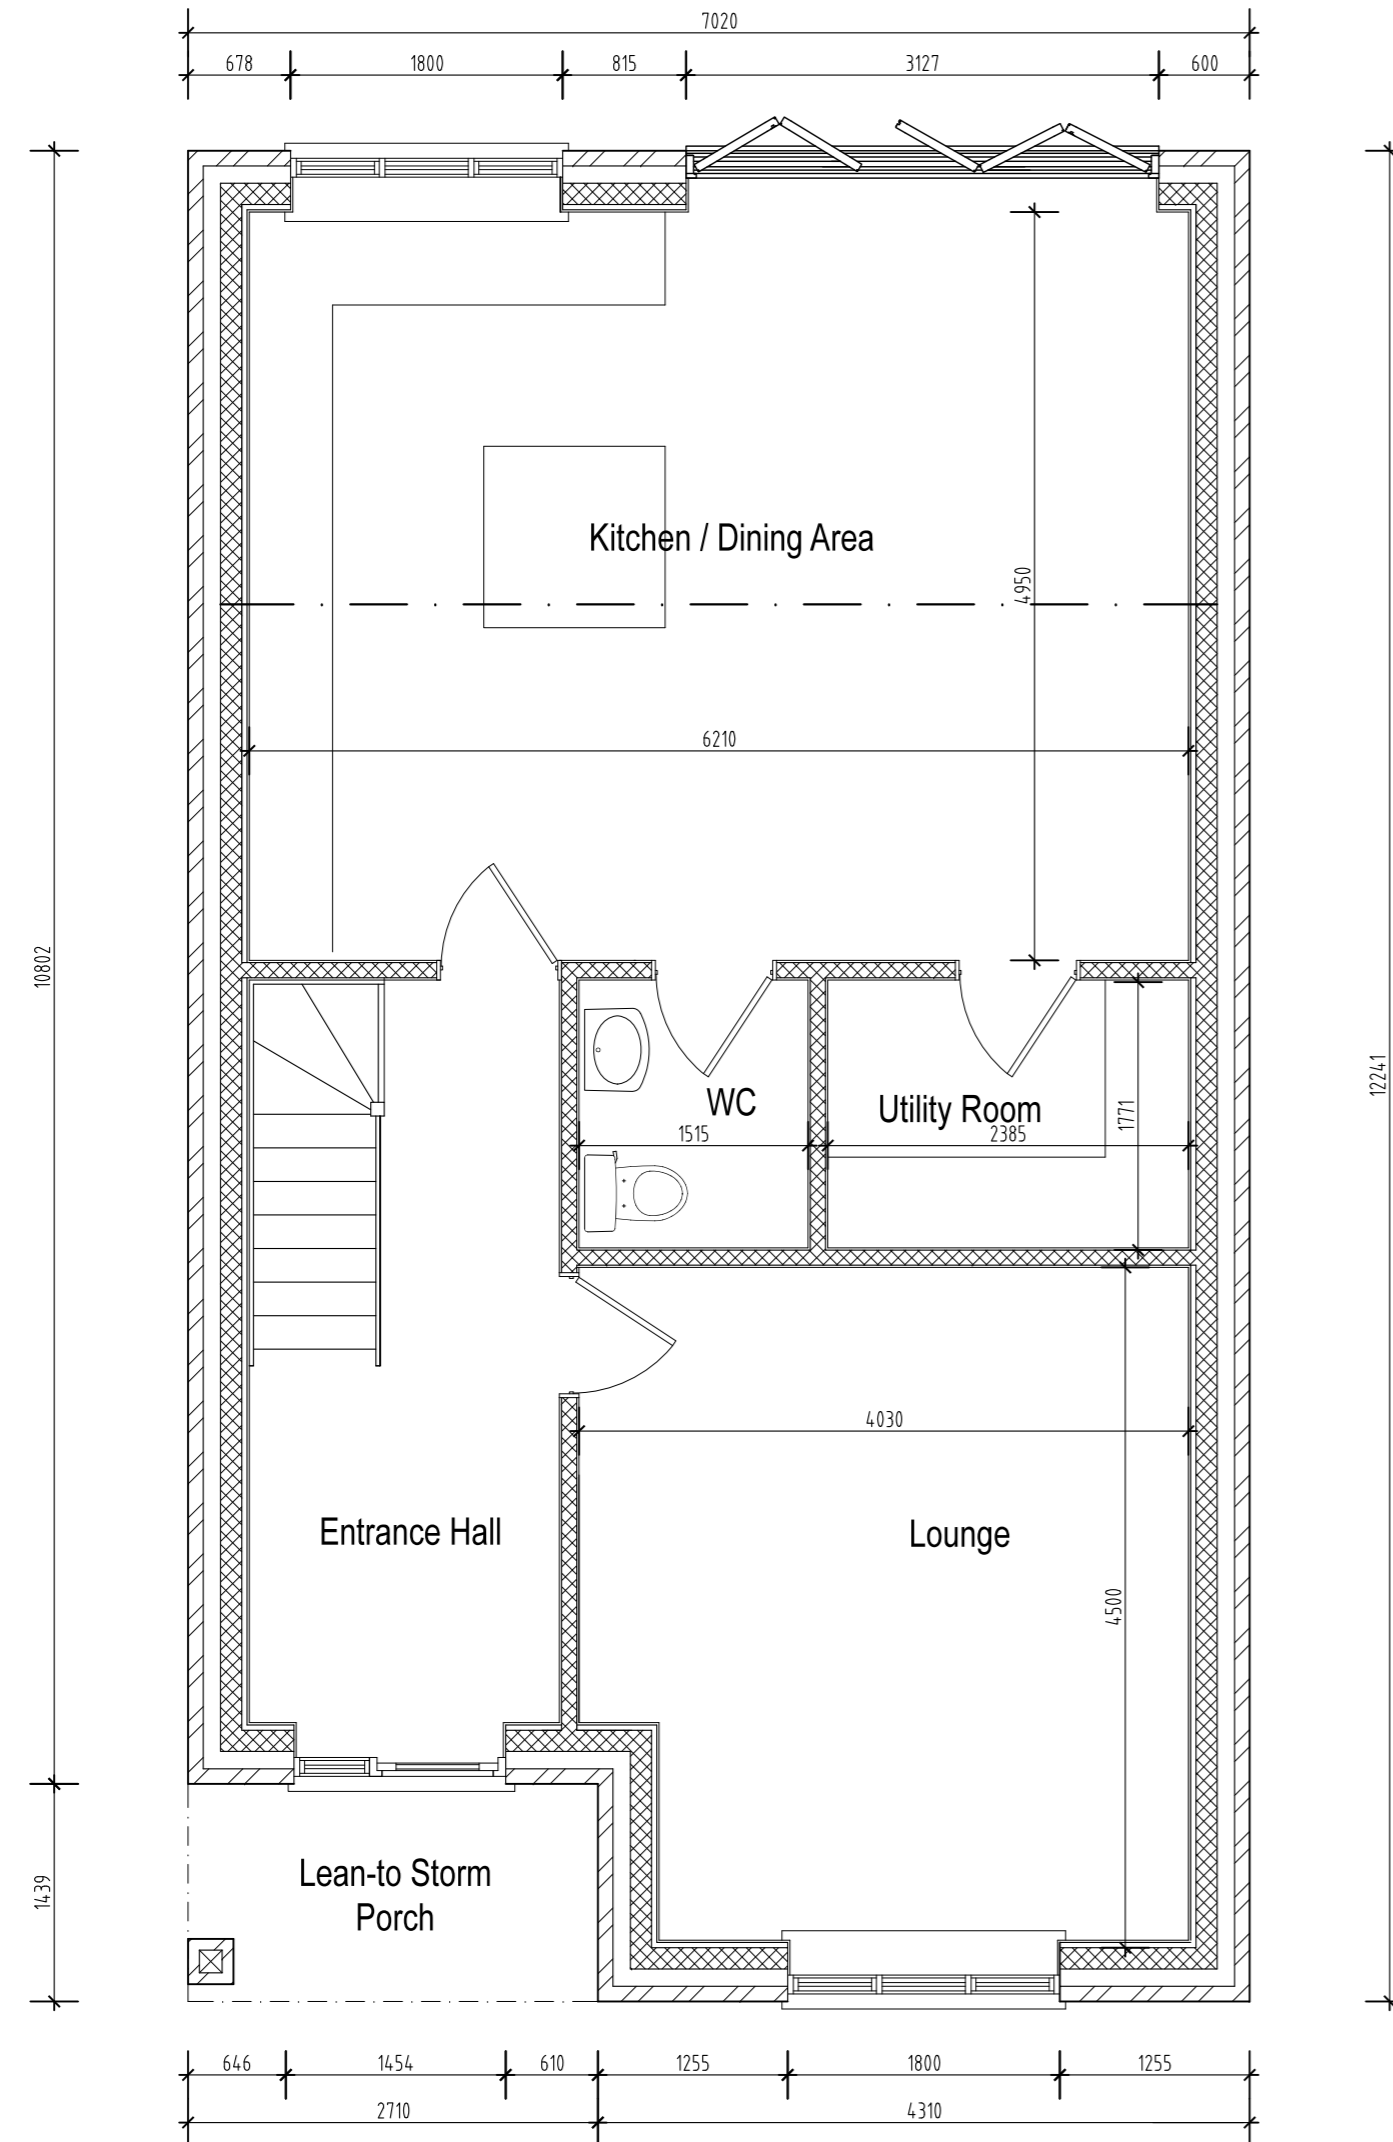 7020
678 1800 815 3127 600
Kitchen / Dining Area
4950
6210
10802
12241
WC
Utility Room
1515
2385
1771
4030
Entrance Hall
Lounge
4500
Lean-to Storm
Porch
1439
646 1454 610 1255 1800 1255
2710 4310